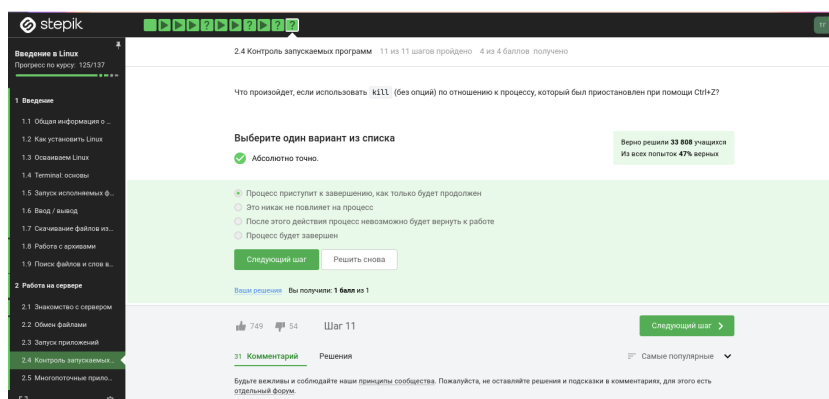 stepik
тг
Введение в Linux
Прогресс по курсу: 125/137
1 Введение
1.1 Общая информация о ...
1.2 Как установить Linux
1.3 Осваиваем Linux
1.4 Terminal: основы
1.5 Запуск исполняемых ф...
1.6 Ввод / вывод
1.7 Скачивание файлов из...
1.8 Работа с архивами
1.9 Поиск файлов и слов в...
2 Работа на сервере
2.1 Знакомство с сервером
2.2 Обмен файлами
2.3 Запуск приложений
2.4 Контроль запускаемых...
2.5 Многопоточные прило...
2.4 Контроль запускаемых программ 11 из 11 шагов пройдено 4 из 4 баллов получено
Что произойдет, если использовать kill (без опций) по отношению к процессу, который был приостановлен при помощи Ctrl+Z?
Выберите один вариант из списка
Абсолютно точно.
Верно решили 33 808 учащихся
Из всех попыток 47% верных
Процесс приступит к завершению, как только будет продолжен
Это никак не повлияет на процесс
После этого действия процесс невозможно будет вернуть к работе
Процесс будет завершен
Следующий шаг Решить снова
Ваши решения Вы получили: 1 балл из 1
749 54 Шаг 11 Следующий шаг
31 Комментарий Решения Самые популярные
Будьте вежливы и соблюдайте наши принципы сообщества. Пожалуйста, не оставляйте решения и подсказки в комментариях, для этого есть
отдельный форум.